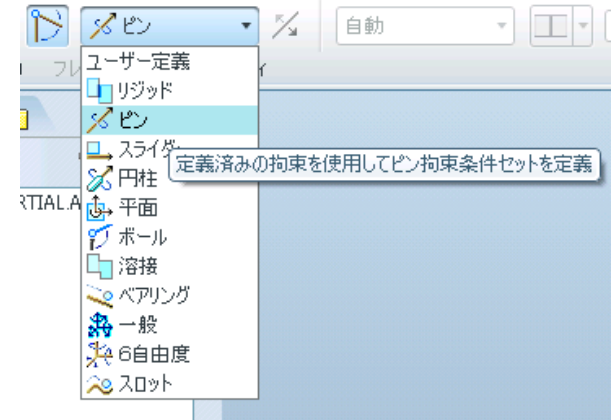 ピン
自動
フレ
ユーザー定義
リジッド
ピン
スライダー
定義済みの拘束を使用してピン拘束条件セットを定義
円柱
RTIAL.A
平面
ボール
溶接
ベアリング
一般
6自由度
スロット